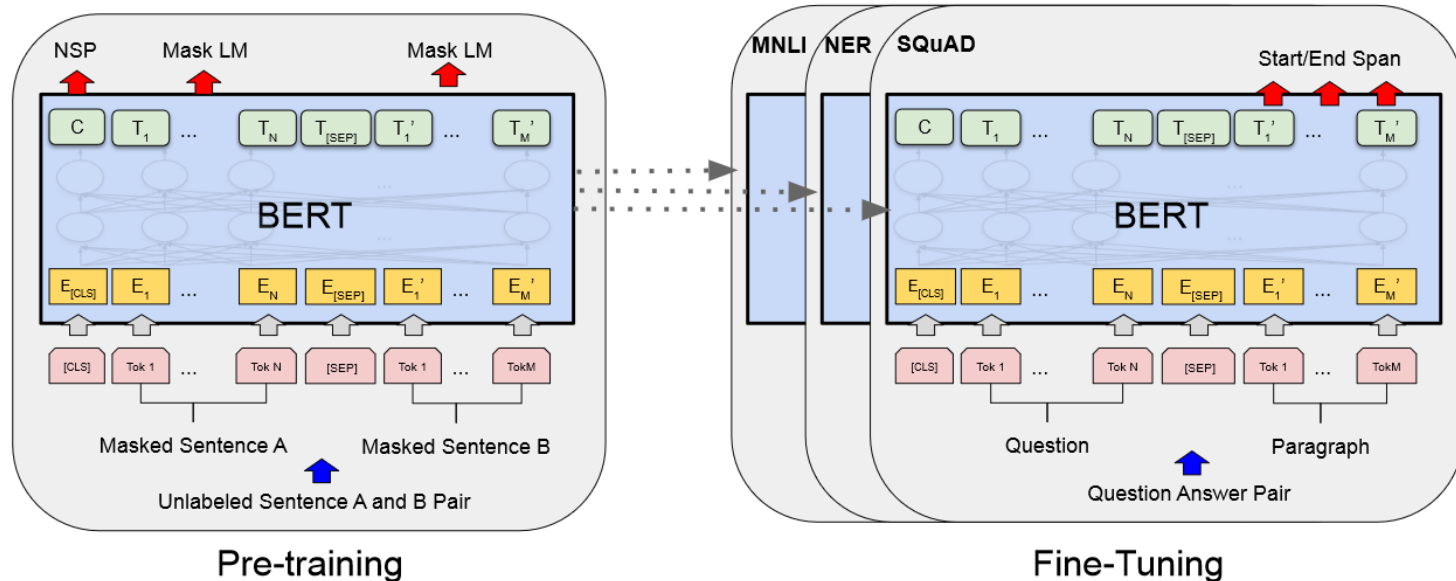 NSP Mask LM Mask LM
C T1 ... TN T[SEP] T1’ ... TM’
...
BERT
...
E[CLS] E1 ... EN E[SEP] E1’ ... EM’
[CLS] Tok 1 ... Tok N [SEP] Tok 1 ... TokM
Masked Sentence A Masked Sentence B
Unlabeled Sentence A and B Pair
Pre-training
MNLI NER SQuAD
Start/End Span
C T1 ... TN T[SEP] T1’ ... TM’
...
BERT
...
E[CLS] E1 ... EN E[SEP] E1’ ... EM’
[CLS] Tok 1 ... Tok N [SEP] Tok 1 ... TokM
Question Paragraph
Question Answer Pair
Fine-Tuning